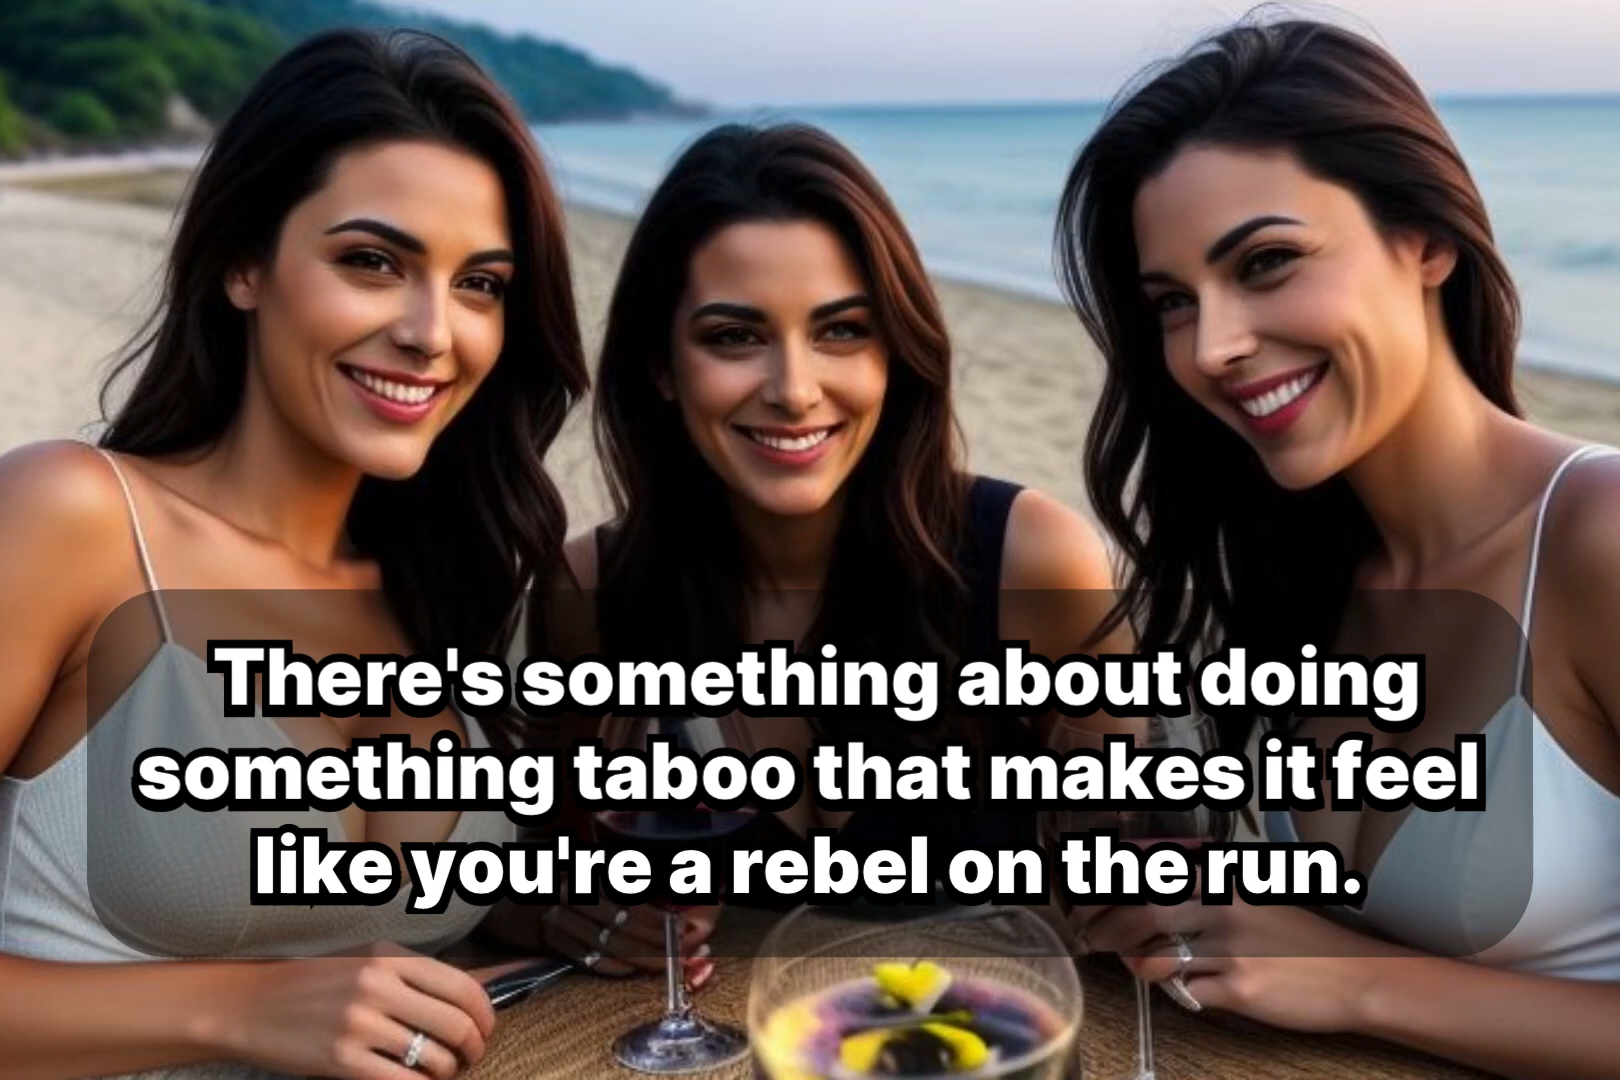 There's something about doing
something taboo that makes it feel
like you're a rebel on the run.